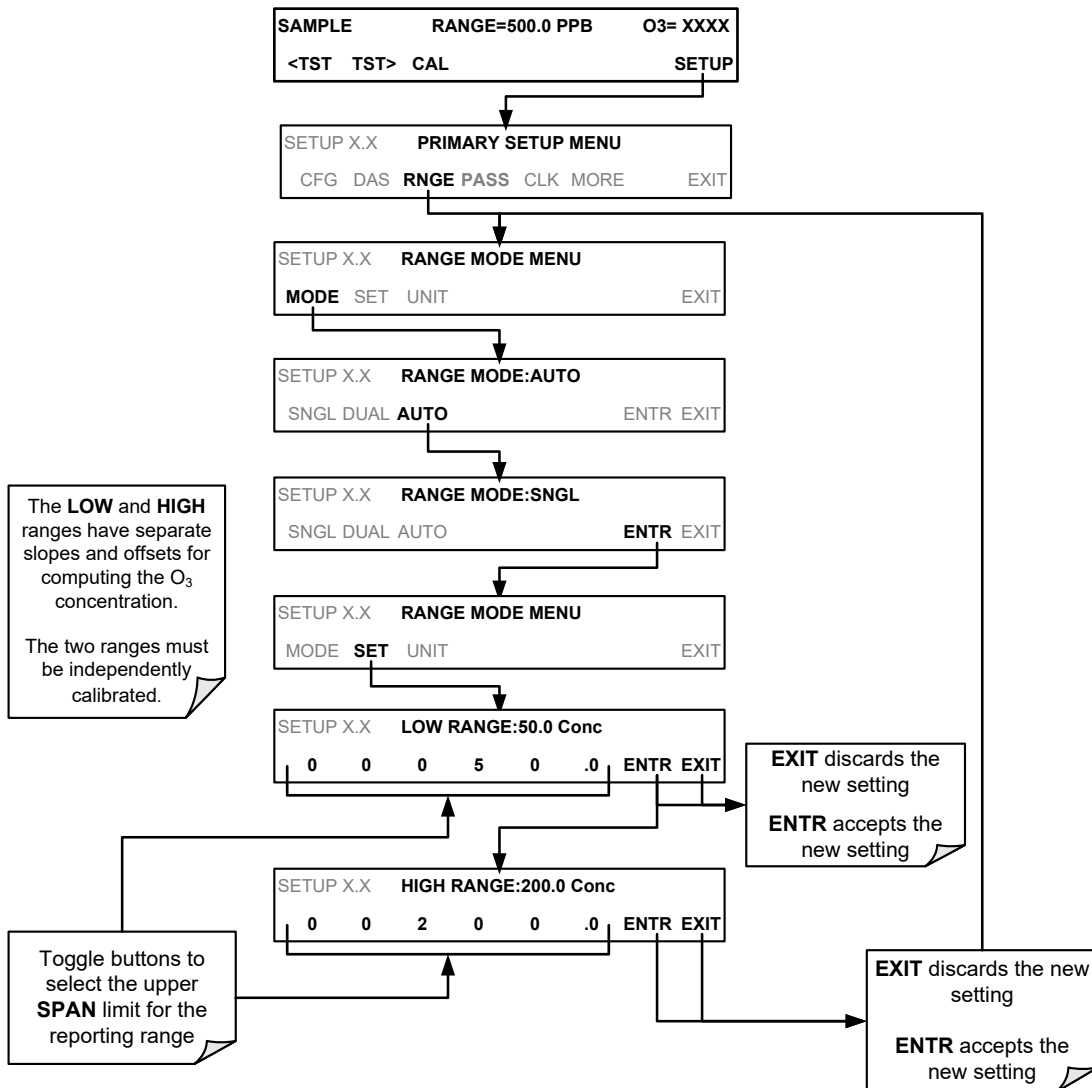 SAMPLE RANGE=500.0 PPB O3= XXXX
<TST TST> CAL SETUP
SETUP X.X PRIMARY SETUP MENU
CFG DAS RNGE PASS CLK MORE EXIT
SETUP X.X RANGE MODE MENU
MODE SET UNIT EXIT
SETUP X.X RANGE MODE:AUTO
SNGL DUAL AUTO ENTR EXIT
SETUP X.X RANGE MODE:SNGL
SNGL DUAL AUTO ENTR EXIT
The LOW and HIGH
ranges have separate
slopes and offsets for
computing the O3
concentration.
The two ranges must
be independently
calibrated.
SETUP X.X RANGE MODE MENU
MODE SET UNIT EXIT
SETUP X.X LOW RANGE:50.0 Conc
0 0 0 5 0 .0 ENTR EXIT
EXIT discards the
new setting
ENTR accepts the
new setting
SETUP X.X HIGH RANGE:200.0 Conc
0 0 2 0 0 .0 ENTR EXIT
Toggle buttons to
select the upper
SPAN limit for the
reporting range
EXIT discards the new
setting
ENTR accepts the
new setting